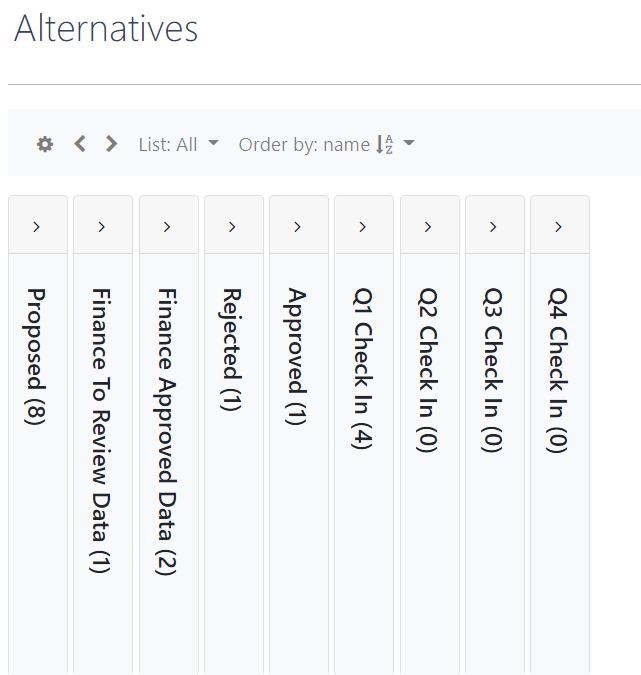 Alternatives
List: All
Order by: name
Proposed (8)
Finance To Review Data (1)
Finance Approved Data (2)
Rejected (1)
Approved (1)
Q1 Check In (4)
Q2 Check In (0)
Q3 Check In (0)
Q4 Check In (0)